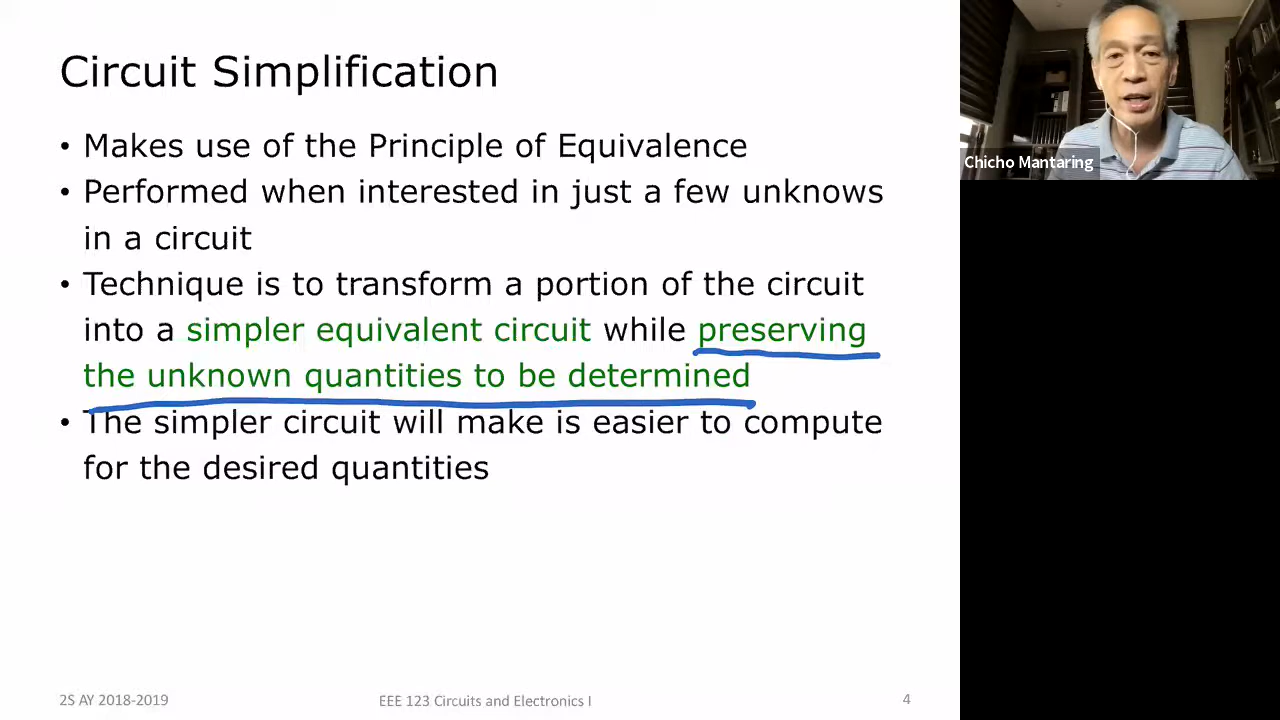 Circuit Simplification
• Makes use of the Principle of Equivalence
• Performed when interested in just a few unknows
in a circuit
• Technique is to transform a portion of the circuit
into a simpler equivalent circuit while preserving
the unknown quantities to be determined
• The simpler circuit will make is easier to compute
for the desired quantities
2S AY 2018-2019
EEE 123 Circuits and Electronics I
4
Chicho Mantaring